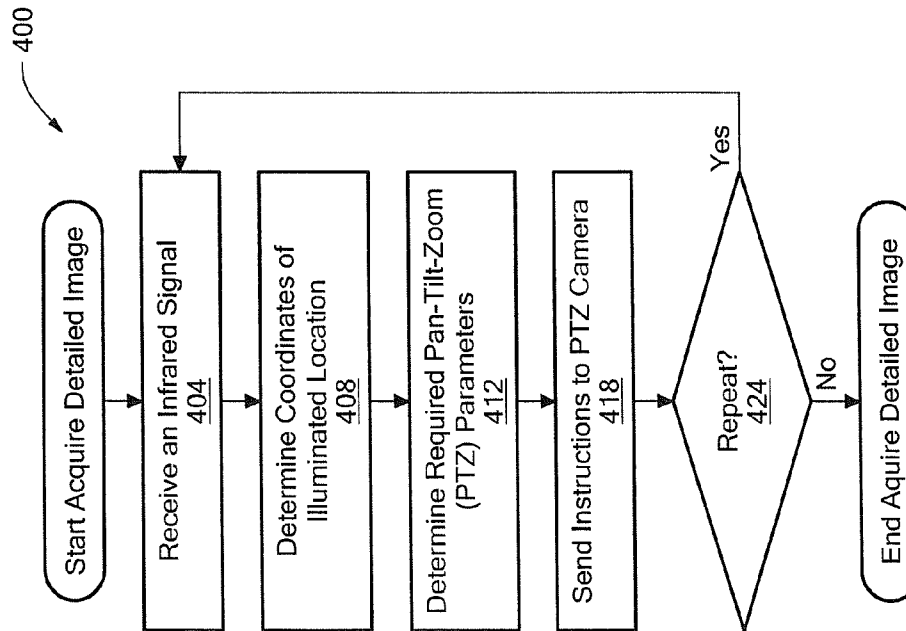 400
Start Acquire Detailed Image
Receive an Infrared Signal
404
Determine Coordinates of
Illuminated Location
408
Determine Required Pan-Tilt-Zoom
(PTZ) Parameters
412
Send Instructions to PTZ Camera
418
Repeat?
424
Yes
No
End Aquire Detailed Image